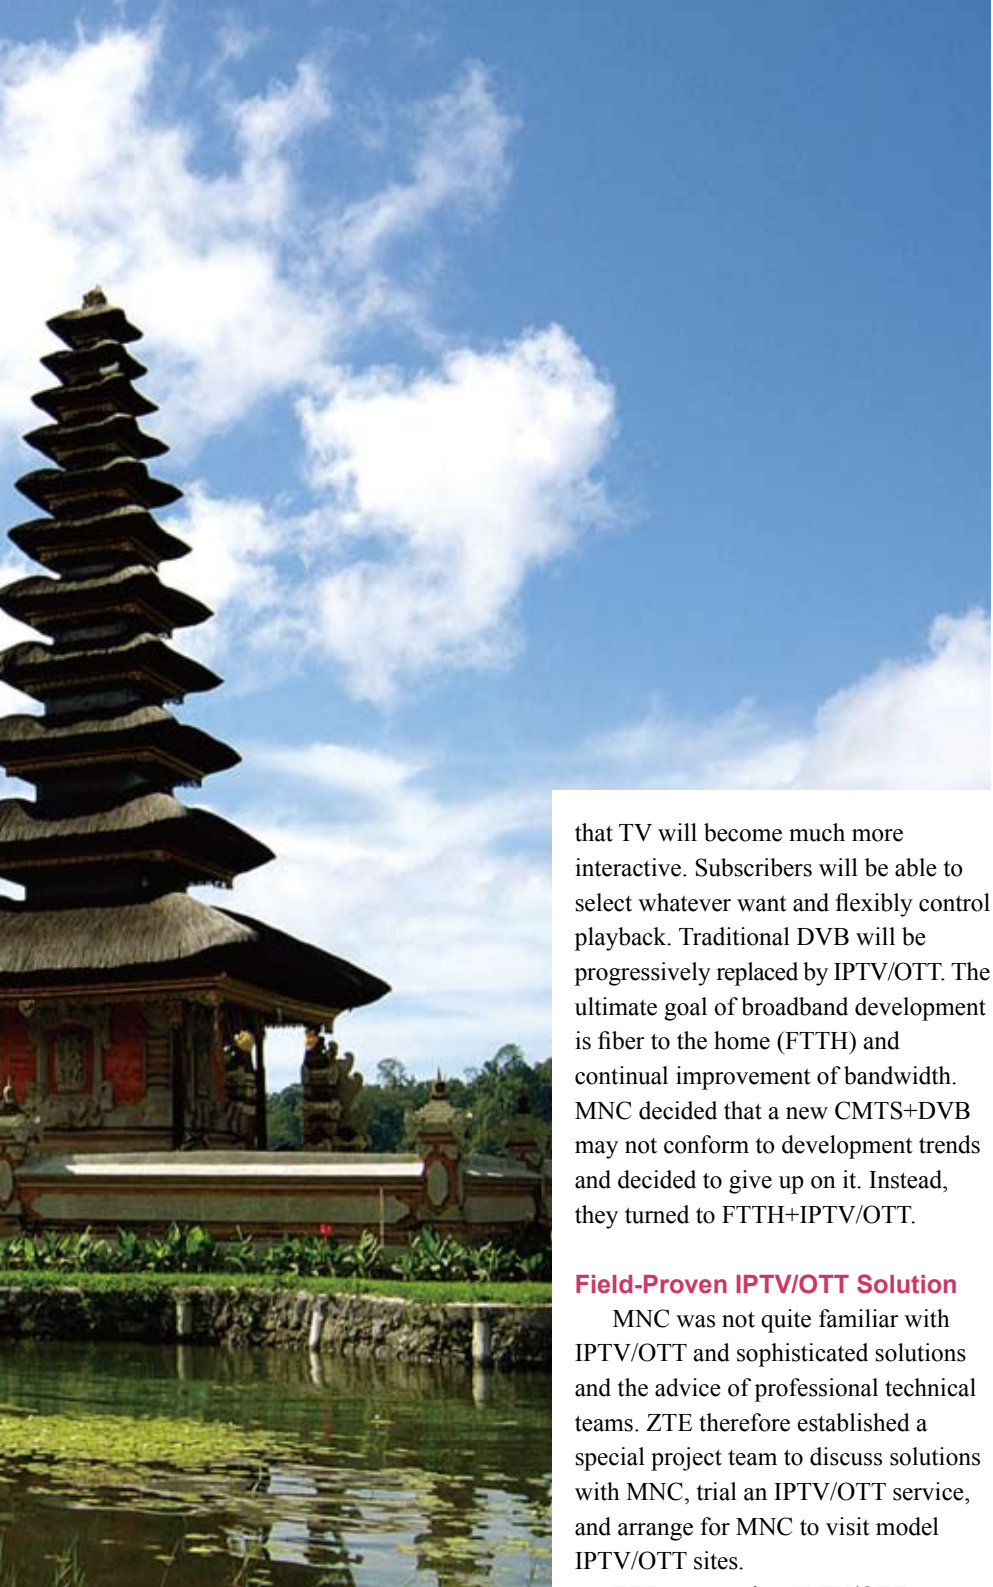 that TV will become much more
interactive. Subscribers will be able to
select whatever want and flexibly control
playback. Traditional DVB will be
progressively replaced by IPTV/OTT. The
ultimate goal of broadband development
is fiber to the home (FTTH) and
continual improvement of bandwidth.
MNC decided that a new CMTS+DVB
may not conform to development trends
and decided to give up on it. Instead,
they turned to FTTH+IPTV/OTT.
Field-Proven IPTV/OTT Solution
MNC was not quite familiar with
IPTV/OTT and sophisticated solutions
and the advice of professional technical
teams. ZTE therefore established a
special project team to discuss solutions
with MNC, trial an IPTV/OTT service,
and arrange for MNC to visit model
IPTV/OTT sites.